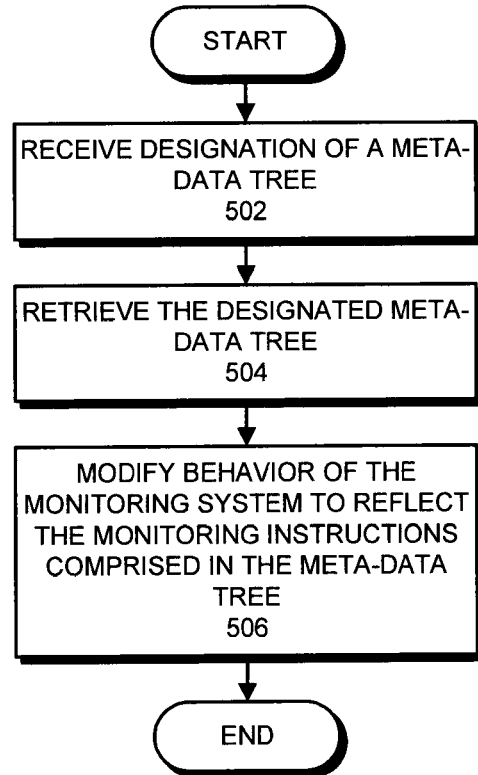 START
RECEIVE DESIGNATION OF A META-
DATA TREE
502
RETRIEVE THE DESIGNATED META-
DATA TREE
504
MODIFY BEHAVIOR OF THE
MONITORING SYSTEM TO REFLECT
THE MONITORING INSTRUCTIONS
COMPRISED IN THE META-DATA
TREE
506
END